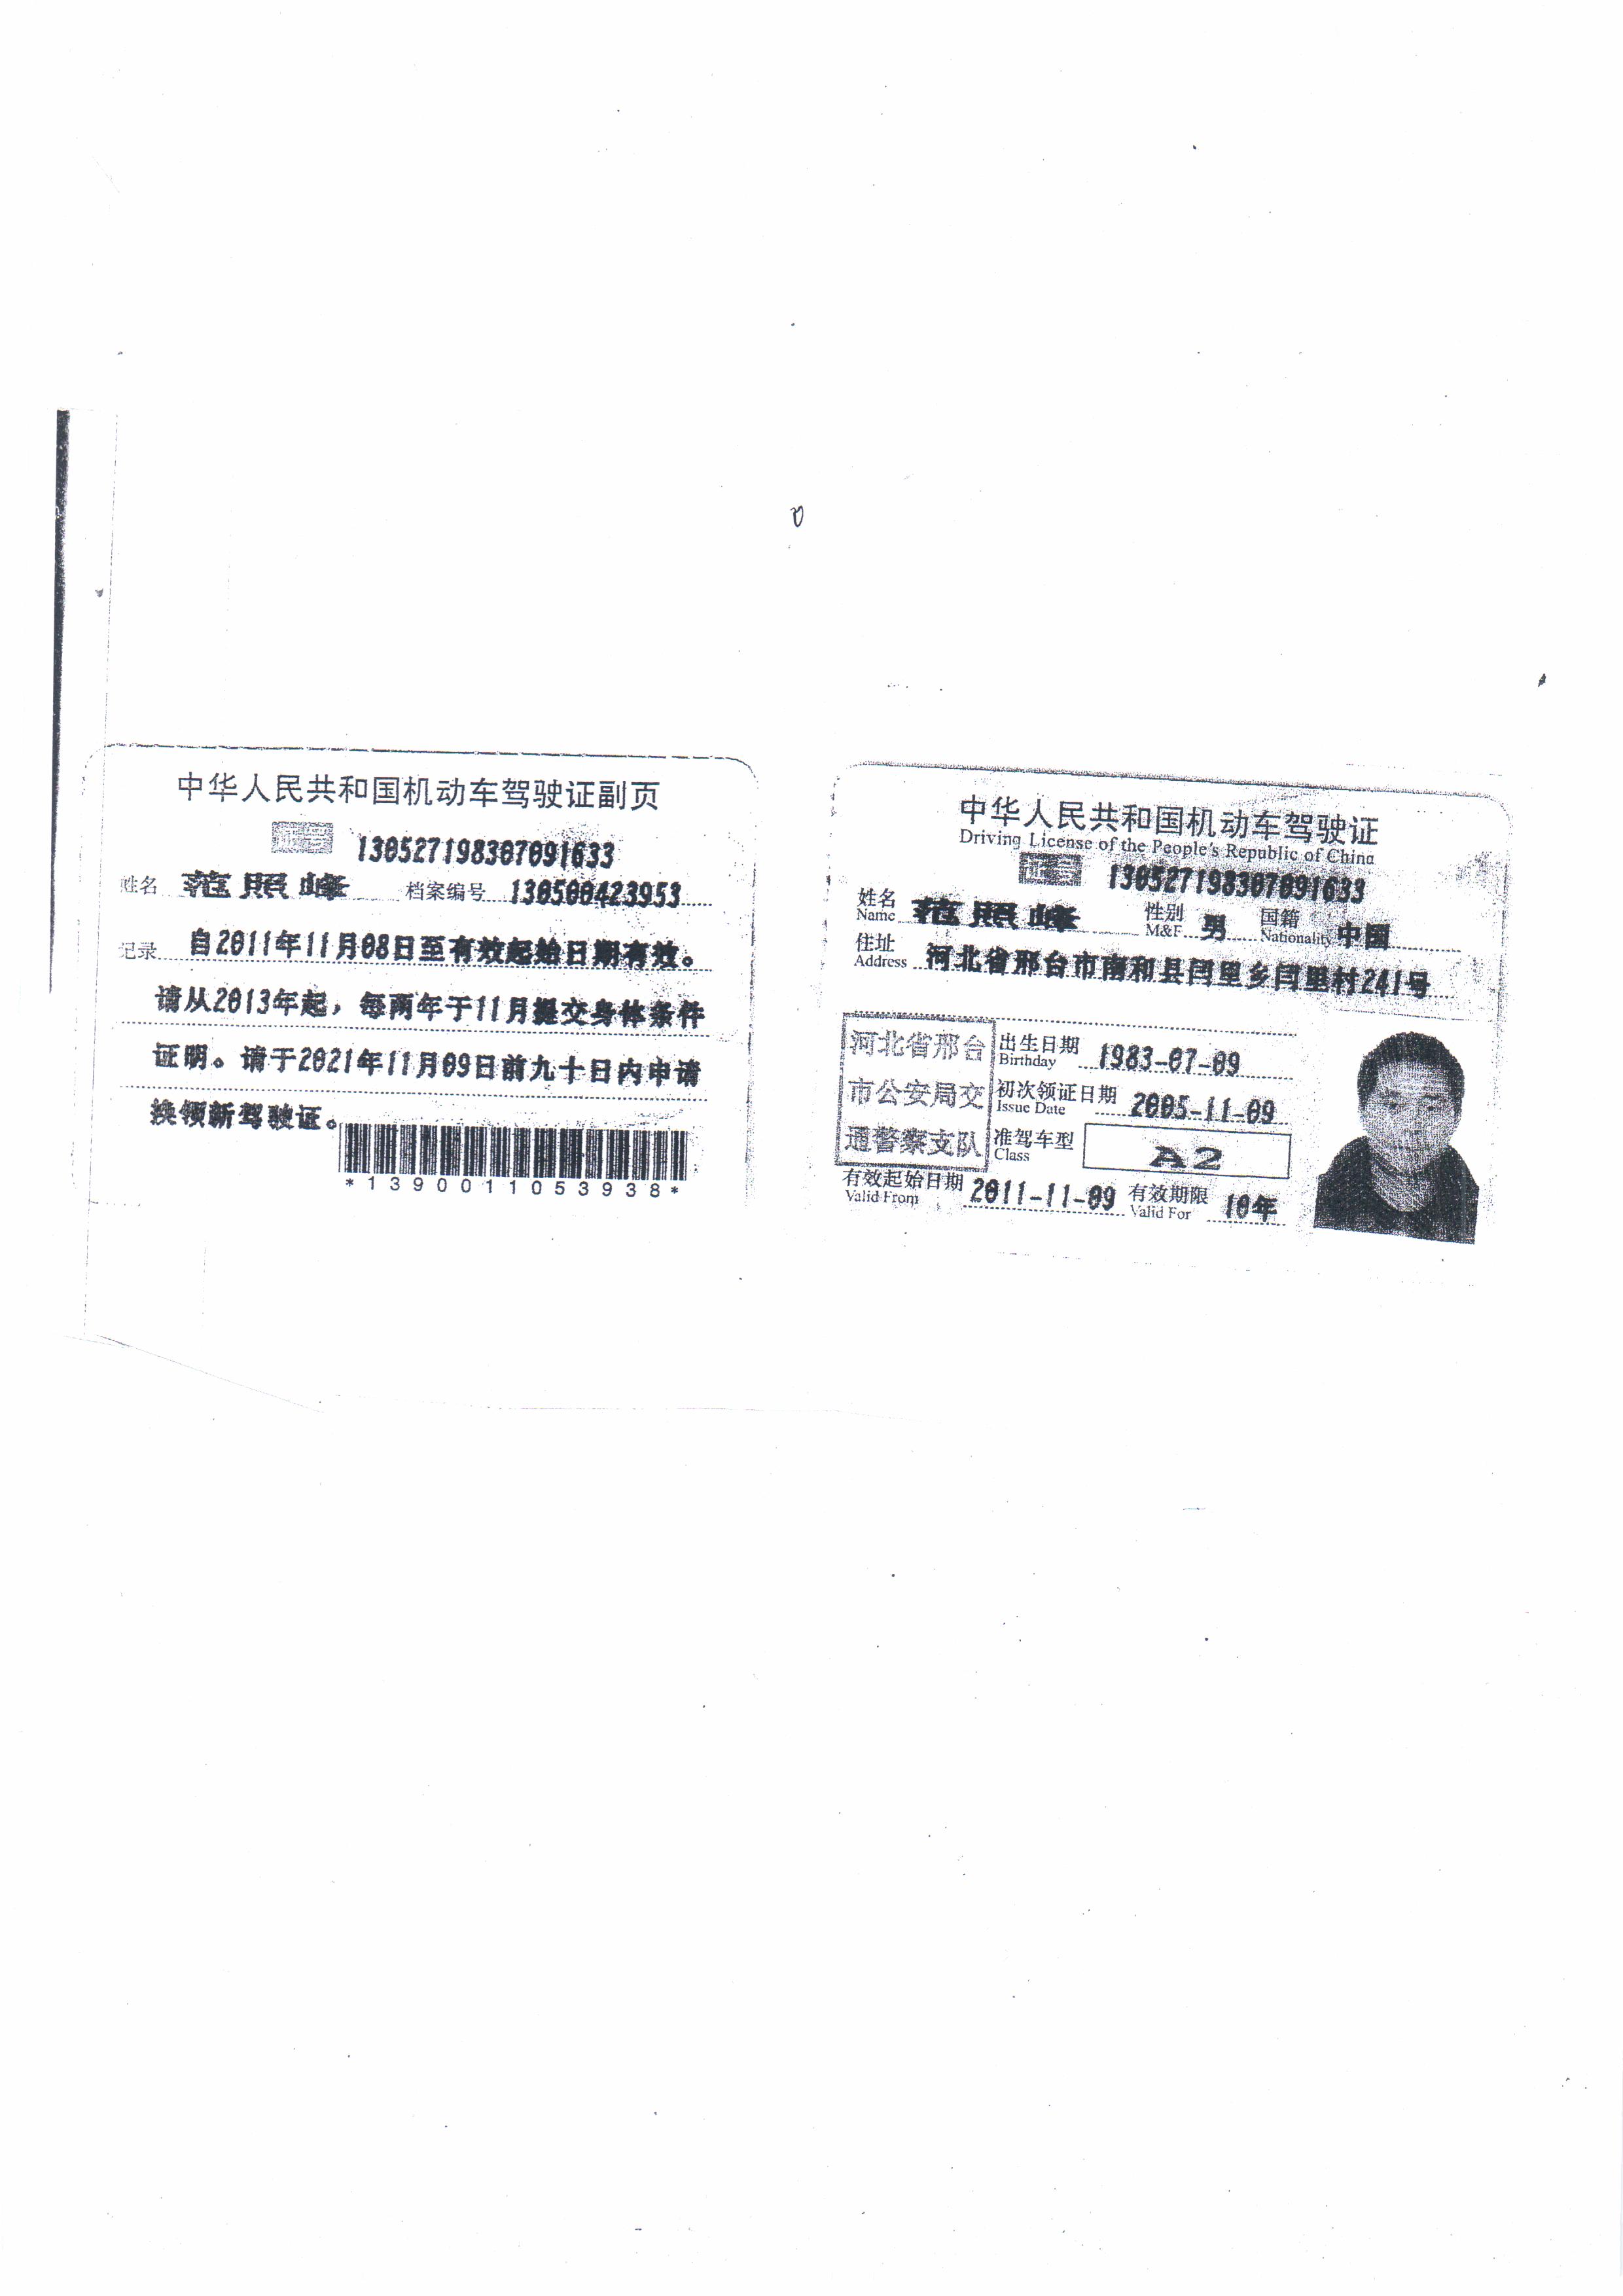 中华人民共和国机动车驾驶证副页
证号 130527198307091633
姓名 范照峰 档案编号 130500423953
记录 自2011年11月08日至有效起始日期有效。
请从2013年起，每两年于11月提交身体条件
证明。请于2021年11月09日前九十日内申请
换领新驾驶证。
*1390011053938*
中华人民共和国机动车驾驶证
Driving License of the People's Republic of China
证号 130527198307091633
姓名 范照峰 性别 男 国籍 中国
Name M&F Nationality
住址 河北省邢台市南和县闫里乡闫里村241号
Address
河北省邢台
市公安局交
通警察支队
出生日期 1983-07-09
Birthday
初次领证日期 2005-11-09
Issue Date
准驾车型 A2
Class
有效起始日期 2011-11-09 有效期限 10年
Valid From Valid For